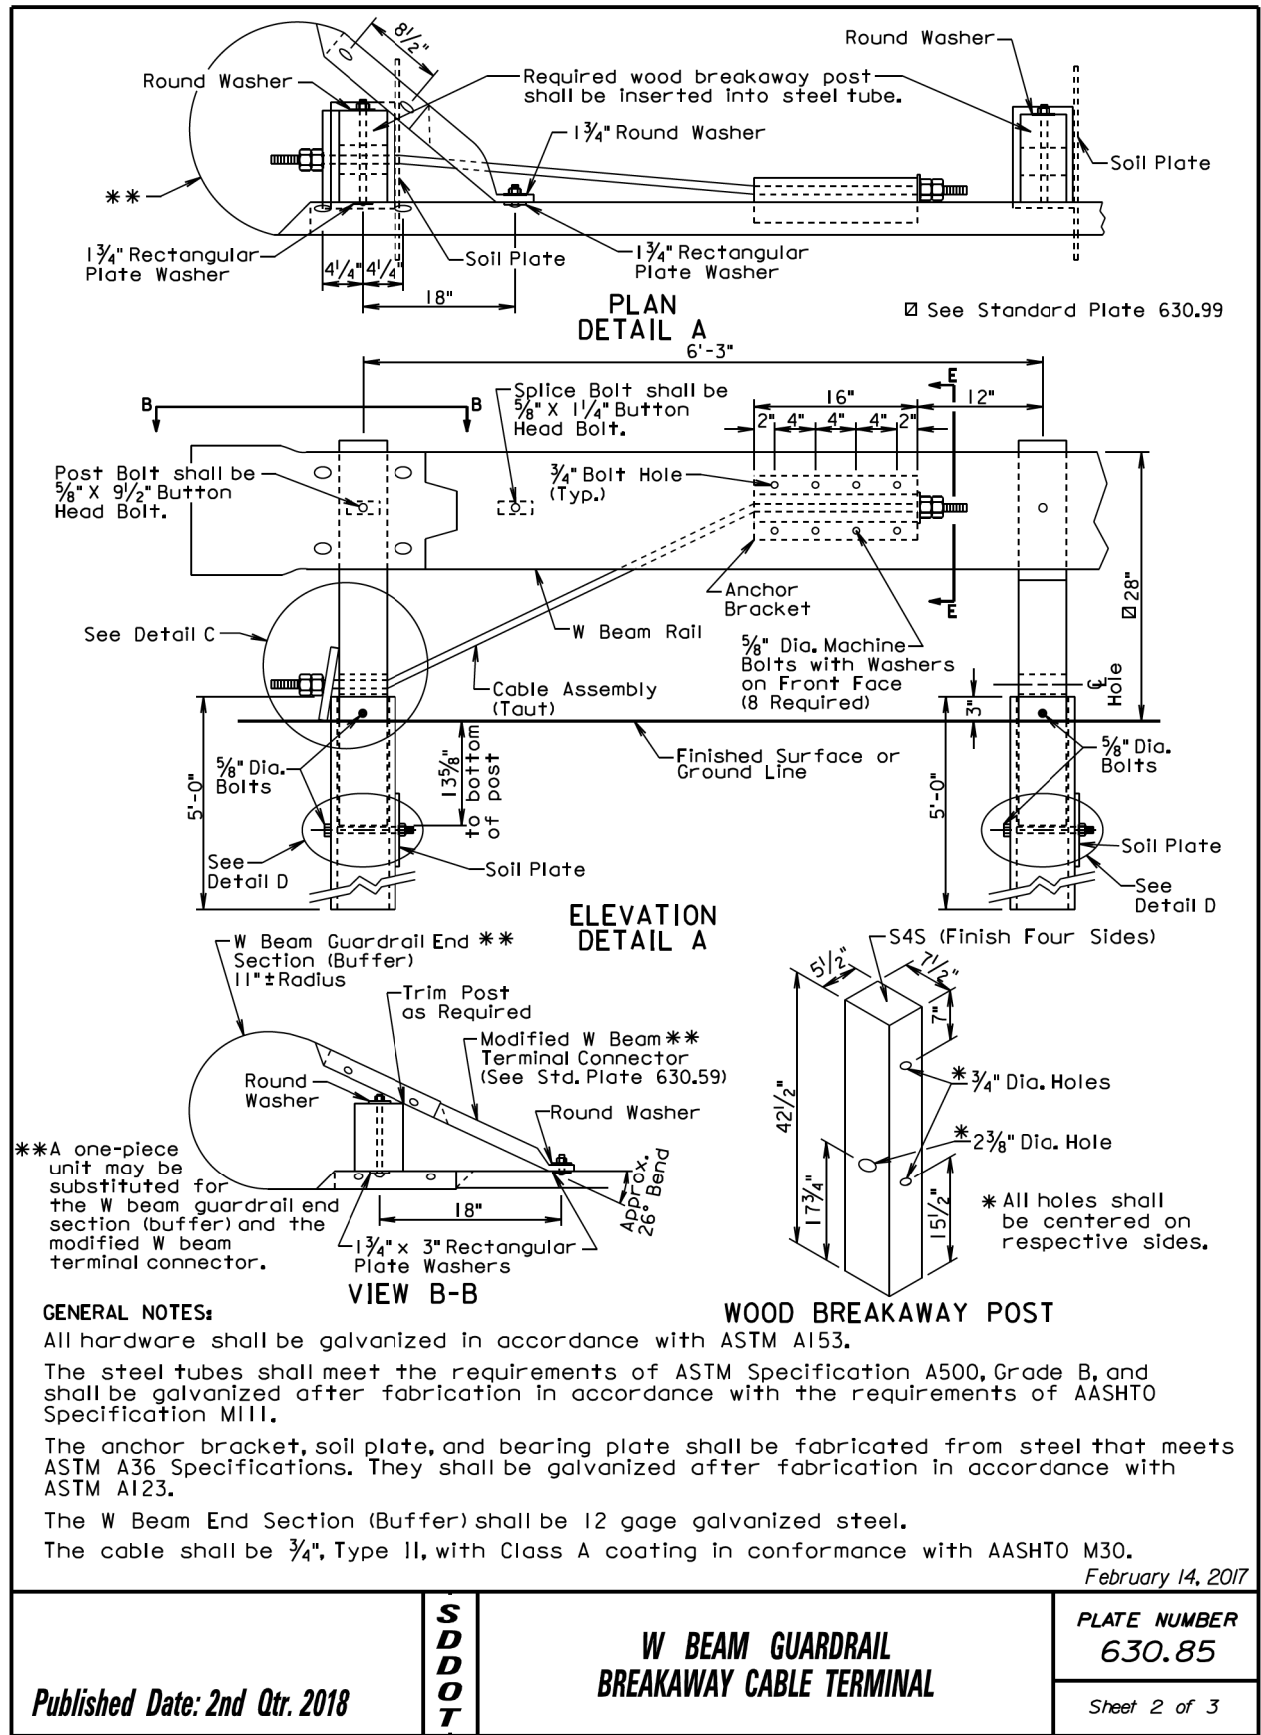 8½"
Round Washer
Round Washer
Required wood breakaway post
shall be inserted into steel tube.
1¾" Round Washer
Soil Plate
**
1¾" Rectangular
Plate Washer
4¼"
4¼"
Soil Plate
1¾" Rectangular
Plate Washer
18"
PLAN
DETAIL A
See Standard Plate 630.99
6'-3"
B
B
Splice Bolt shall be
⅝" X 1¼" Button
Head Bolt.
E
16"
12"
2"
4"
4"
4"
2"
Post Bolt shall be
⅝" X 9½" Button
Head Bolt.
¾" Bolt Hole
(Typ.)
Anchor
Bracket
E
28"
See Detail C
W Beam Rail
⅝" Dia. Machine
Bolts with Washers
on Front Face
(8 Required)
Cable Assembly
(Taut)
3"
℄
Hole
Finished Surface or
Ground Line
⅝" Dia.
Bolts
13⅝"
to bottom
of post
5'-0"
5'-0"
⅝" Dia.
Bolts
See
Detail D
Soil Plate
Soil Plate
See
Detail D
ELEVATION
DETAIL A
W Beam Guardrail End **
Section (Buffer)
11"±Radius
Trim Post
as Required
Modified W Beam **
Terminal Connector
(See Std. Plate 630.59)
Round
Washer
Round Washer
**A one-piece
unit may be
substituted for
the W beam guardrail end
section (buffer) and the
modified W beam
terminal connector.
18"
Approx.
26° Bend
1¾" x 3" Rectangular
Plate Washers
VIEW B-B
S4S (Finish Four Sides)
5½"
7½"
7"
42½"
* ¾" Dia. Holes
* 2⅜" Dia. Hole
17¾"
15½"
* All holes shall
be centered on
respective sides.
WOOD BREAKAWAY POST
GENERAL NOTES:
All hardware shall be galvanized in accordance with ASTM A153.
The steel tubes shall meet the requirements of ASTM Specification A500, Grade B, and
shall be galvanized after fabrication in accordance with the requirements of AASHTO
Specification M111.
The anchor bracket, soil plate, and bearing plate shall be fabricated from steel that meets
ASTM A36 Specifications. They shall be galvanized after fabrication in accordance with
ASTM A123.
The W Beam End Section (Buffer) shall be 12 gage galvanized steel.
The cable shall be ¾", Type II, with Class A coating in conformance with AASHTO M30.
February 14, 2017
Published Date: 2nd Qtr. 2018
S
D
D
O
T
W BEAM GUARDRAIL
BREAKAWAY CABLE TERMINAL
PLATE NUMBER
630.85
Sheet 2 of 3